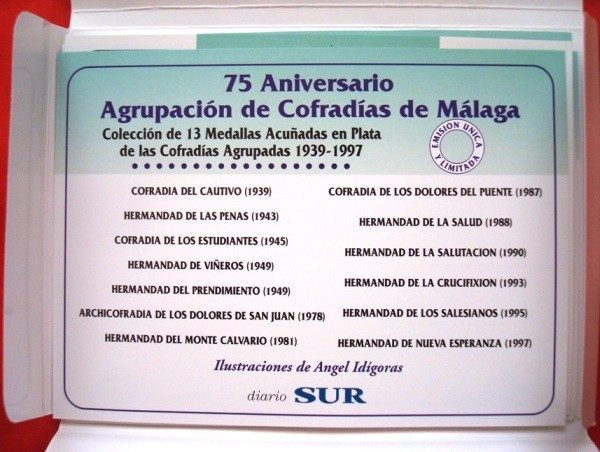 75 Aniversario
Agrupación de Cofradías de Málaga
Colección de 13 Medallas Acuñadas en Plata
de las Cofradías Agrupadas 1939-1997
EMISION UNICA
Y LIMITADA
COFRADIA DEL CAUTIVO (1939)
HERMANDAD DE LAS PENAS (1943)
COFRADIA DE LOS ESTUDIANTES (1945)
HERMANDAD DE VIÑEROS (1949)
HERMANDAD DEL PRENDIMIENTO (1949)
ARCHICOFRADIA DE LOS DOLORES DE SAN JUAN (1978)
HERMANDAD DEL MONTE CALVARIO (1981)
COFRADIA DE LOS DOLORES DEL PUENTE (1987)
HERMANDAD DE LA SALUD (1988)
HERMANDAD DE LA SALUTACION (1990)
HERMANDAD DE LA CRUCIFIXION (1993)
HERMANDAD DE LOS SALESIANOS (1995)
HERMANDAD DE NUEVA ESPERANZA (1997)
Ilustraciones de Angel Idígoras
diario SUR